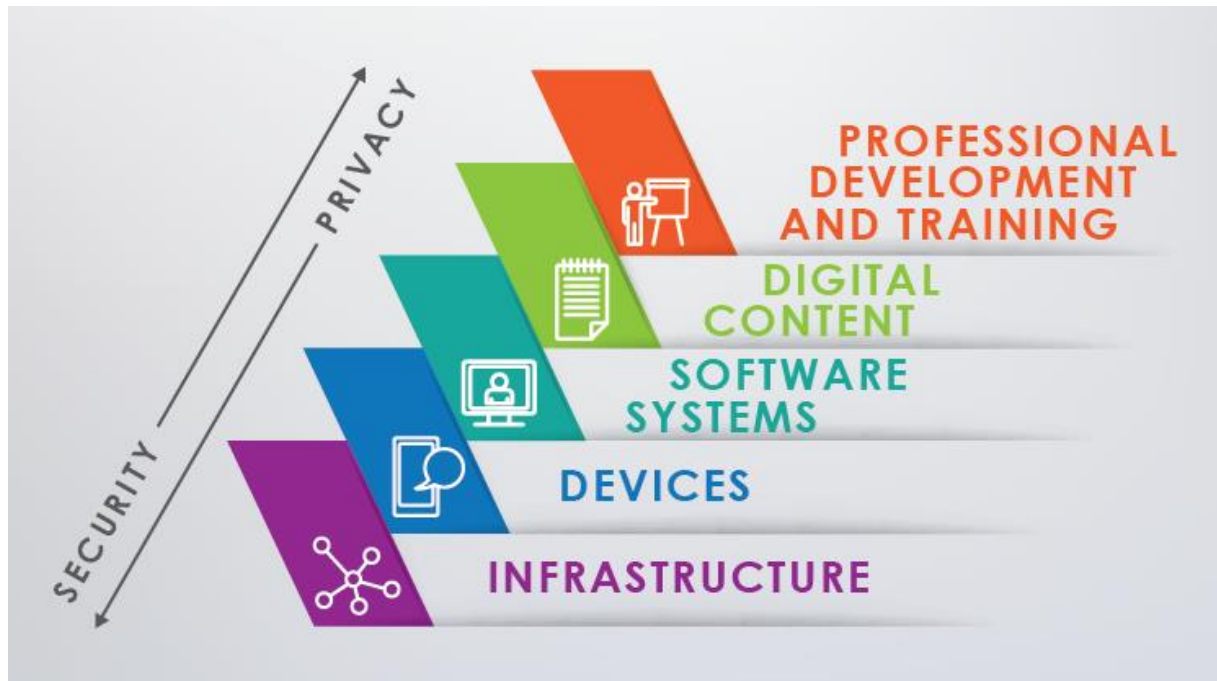 SECURITY
PRIVACY
PROFESSIONAL
DEVELOPMENT
AND TRAINING
DIGITAL
CONTENT
SOFTWARE
SYSTEMS
DEVICES
INFRASTRUCTURE